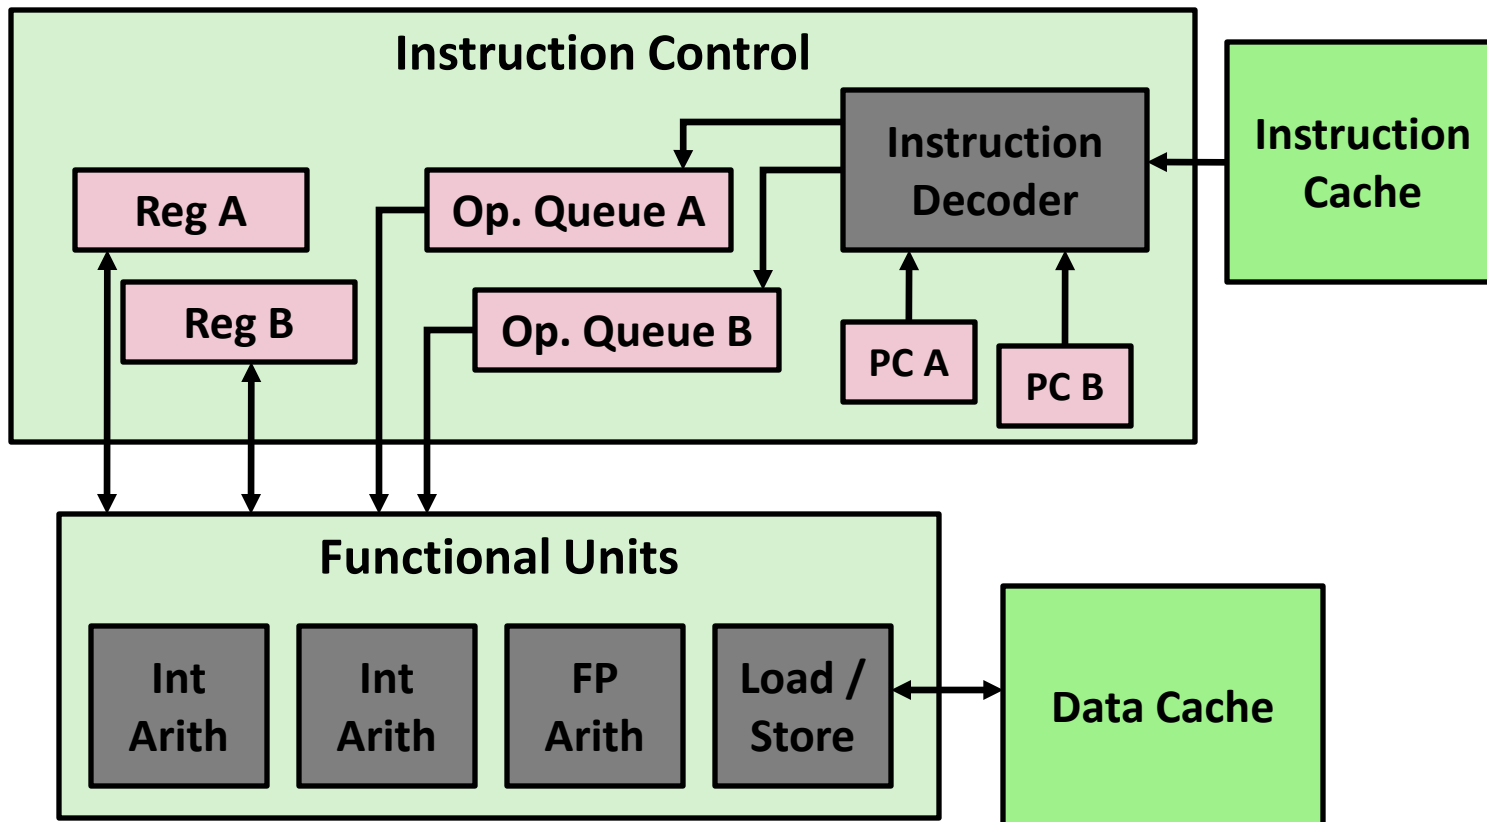 Instruction Control
Instruction
Decoder
Instruction
Cache
Reg A
Op. Queue A
Reg B
Op. Queue B
PC A
PC B
Functional Units
Int
Arith
Int
Arith
FP
Arith
Load /
Store
Data Cache